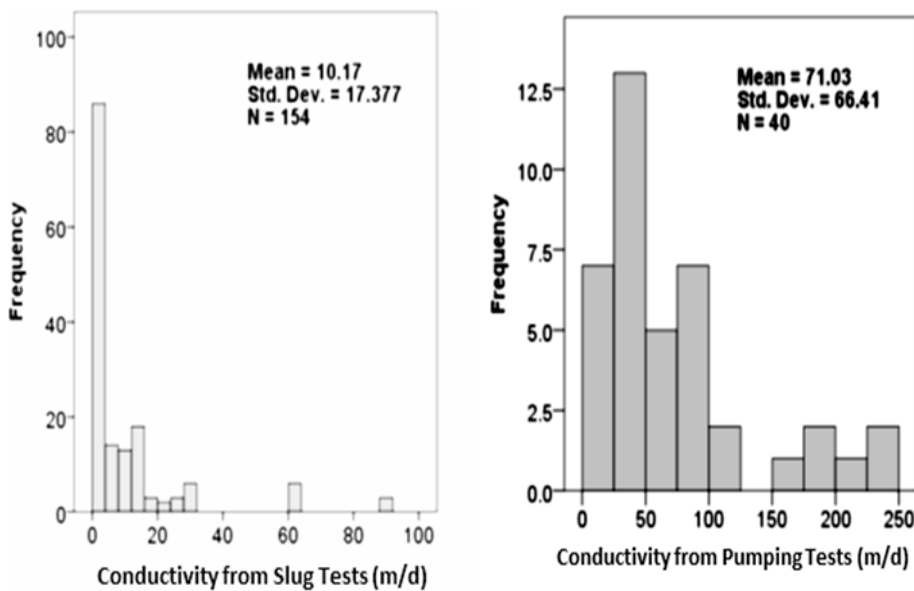 100
80
60
40
20
0
Frequency
Mean = 10.17
Std. Dev. = 17.377
N = 154
0 20 40 60 80 100
Conductivity from Slug Tests (m/d)
12.5
10.0
7.5
5.0
2.5
0.0
Frequency
Mean = 71.03
Std. Dev. = 66.41
N = 40
0 50 100 150 200 250
Conductivity from Pumping Tests (m/d)